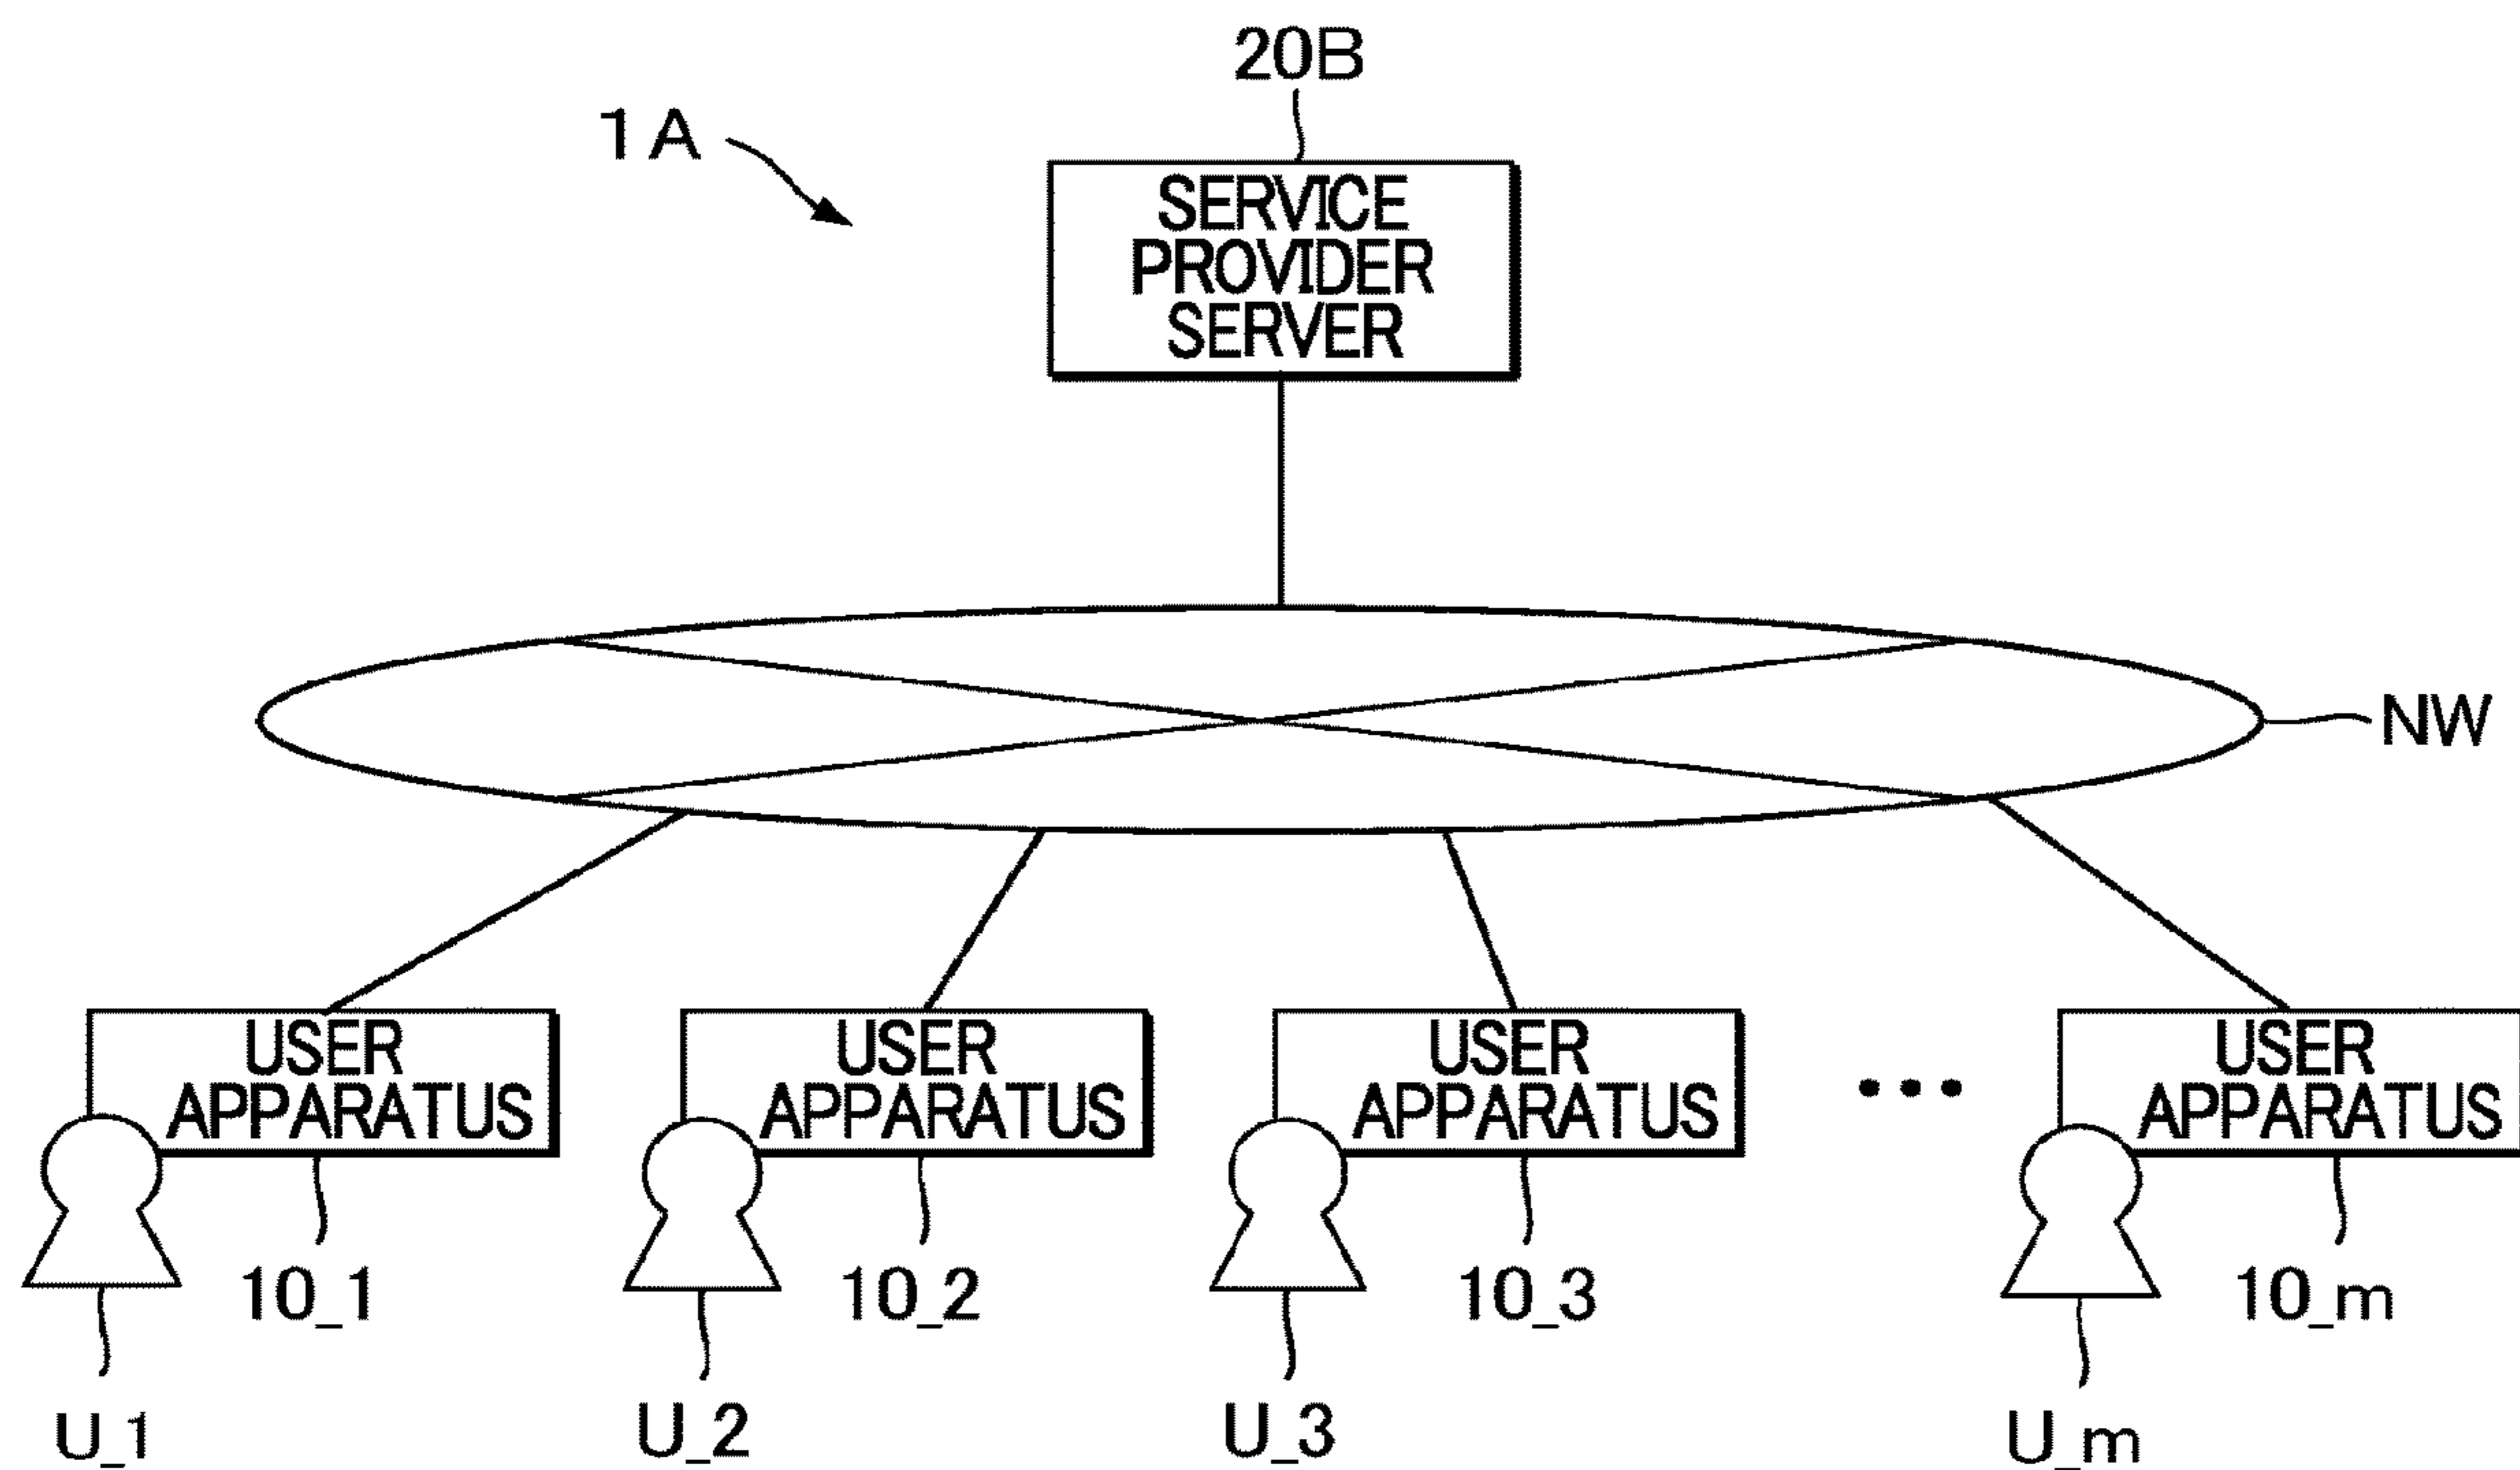 20B
1A
SERVICE
PROVIDER
SERVER
NW
USER
APPARATUS
USER
APPARATUS
USER
APPARATUS
•••
USER
APPARATUS
10_1
10_2
10_3
10_m
U_1
U_2
U_3
U_m